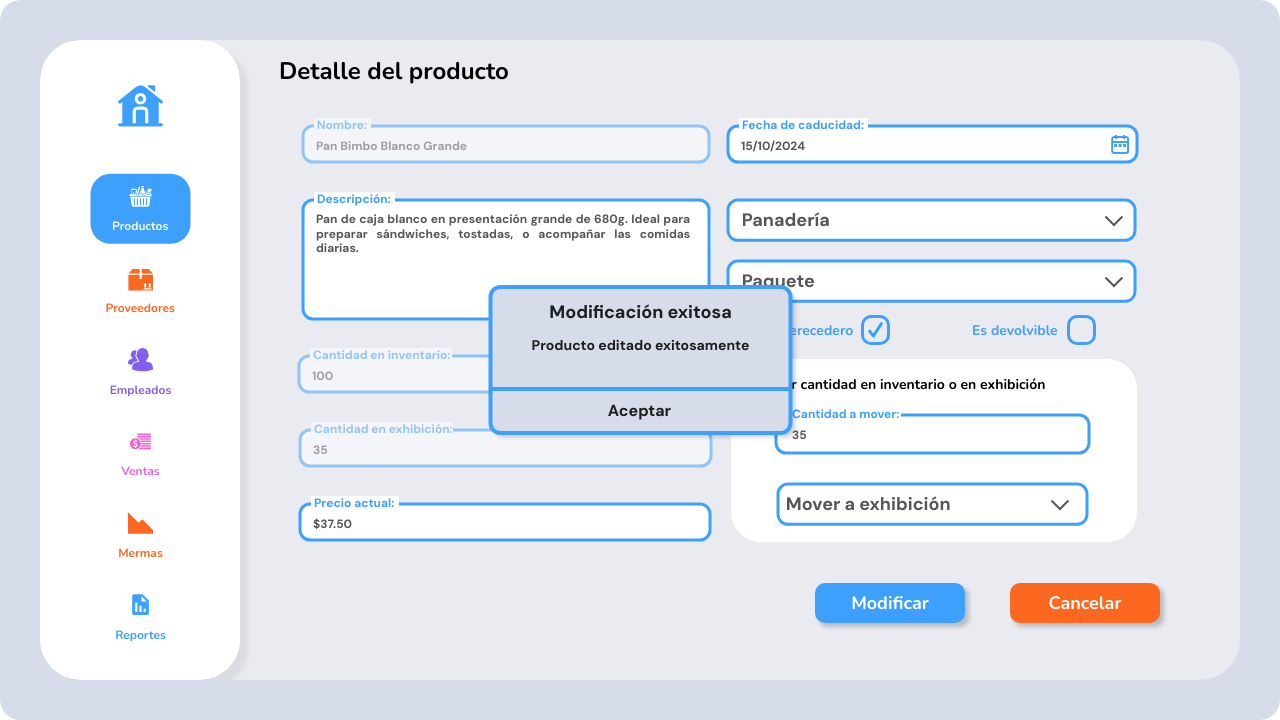 Detalle del producto
Productos
Proveedores
Empleados
Ventas
Mermas
Reportes
Nombre:
Pan Bimbo Blanco Grande
Descripción:
Pan de caja blanco en presentación grande de 680g. Ideal para
preparar sándwiches, tostadas, o acompañar las comidas
diarias.
Cantidad en inventario:
100
Cantidad en exhibición:
35
Precio actual:
$37.50
Fecha de caducidad:
15/10/2024
Panadería
Paquete
Es devolvible
cantidad en inventario o en exhibición
Cantidad a mover:
35
Mover a exhibición
Modificación exitosa
Producto editado exitosamente
Aceptar
Modificar
Cancelar